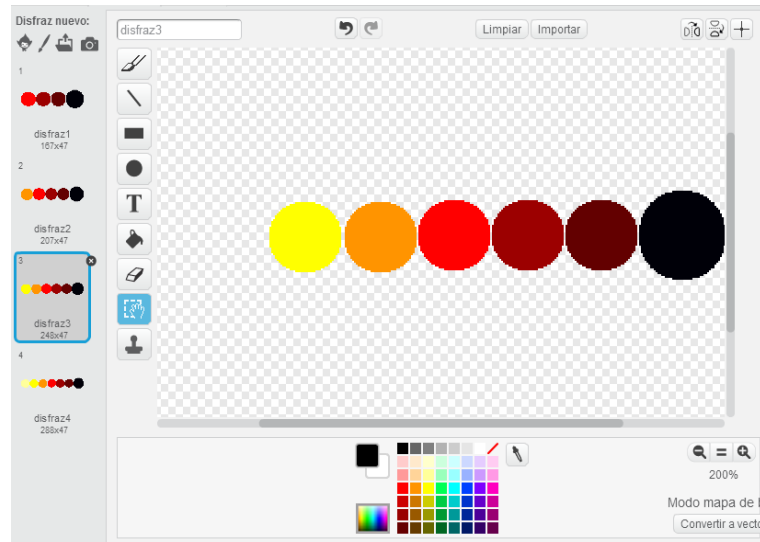 Disfraz nuevo:
disfraz3
Limpiar Importar
1
disfraz1
167x47
2
disfraz2
207x47
3
disfraz3
248x47
4
disfraz4
288x47
T
200%
Modo mapa de
Convertir a vecto